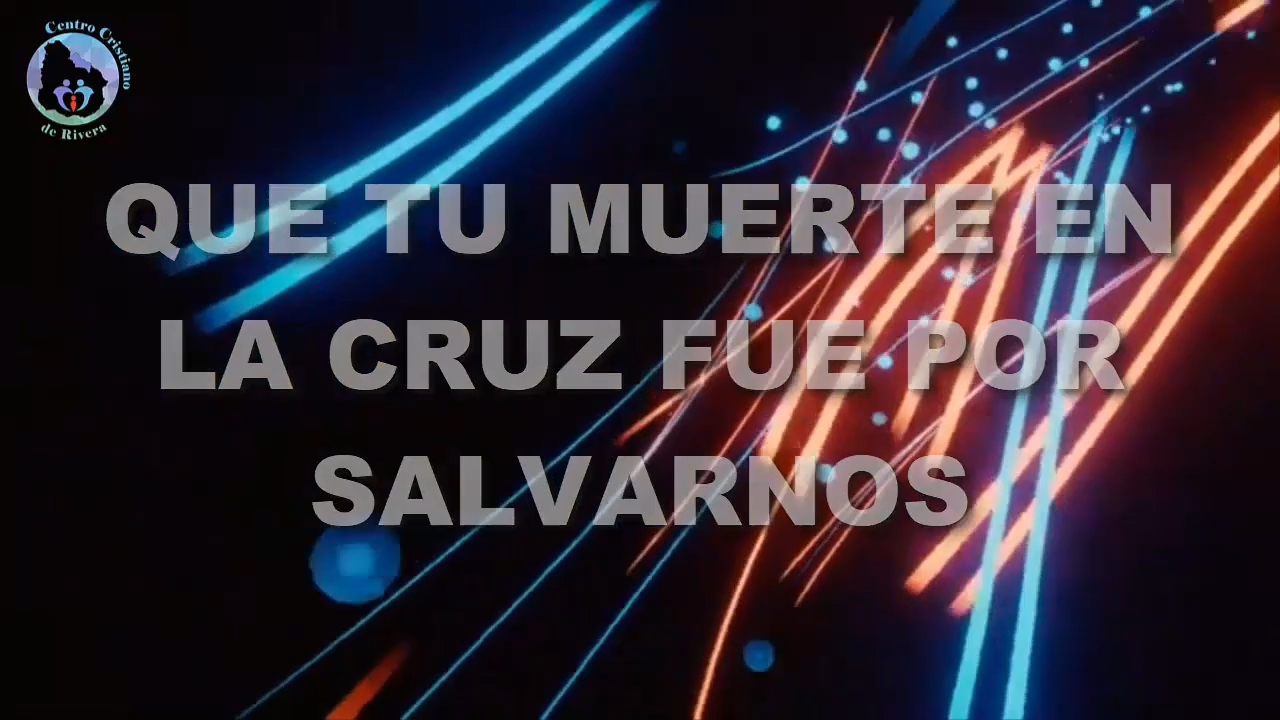 Centro Cristiano
de Rivera
QUE TU MUERTE EN
LA CRUZ FUE POR
SALVARNOS